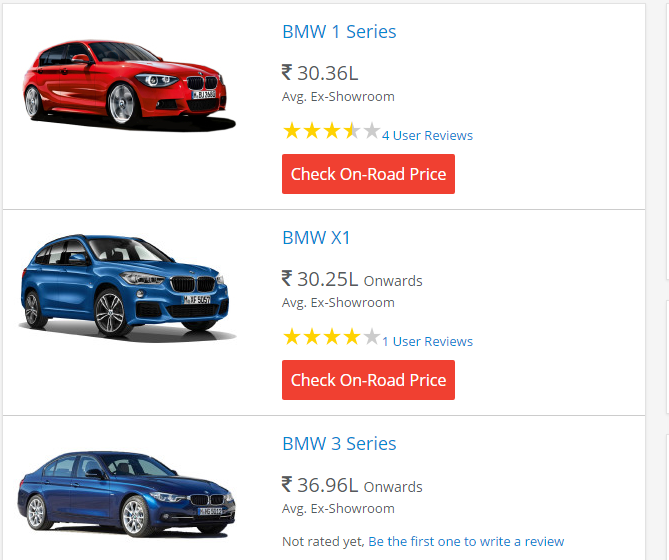 BMW 1 Series
₹ 30.36L
Avg. Ex-Showroom
4 User Reviews
Check On-Road Price
BMW X1
₹ 30.25L Onwards
Avg. Ex-Showroom
1 User Reviews
Check On-Road Price
BMW 3 Series
₹ 36.96L Onwards
Avg. Ex-Showroom
Not rated yet, Be the first one to write a review